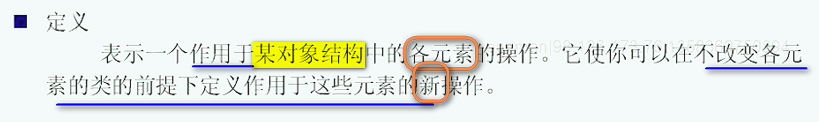 定义
表示一个作用于某对象结构中的各元素的操作。它使你可以在不改变各元
素的类的前提下定义作用于这些元素的新操作。